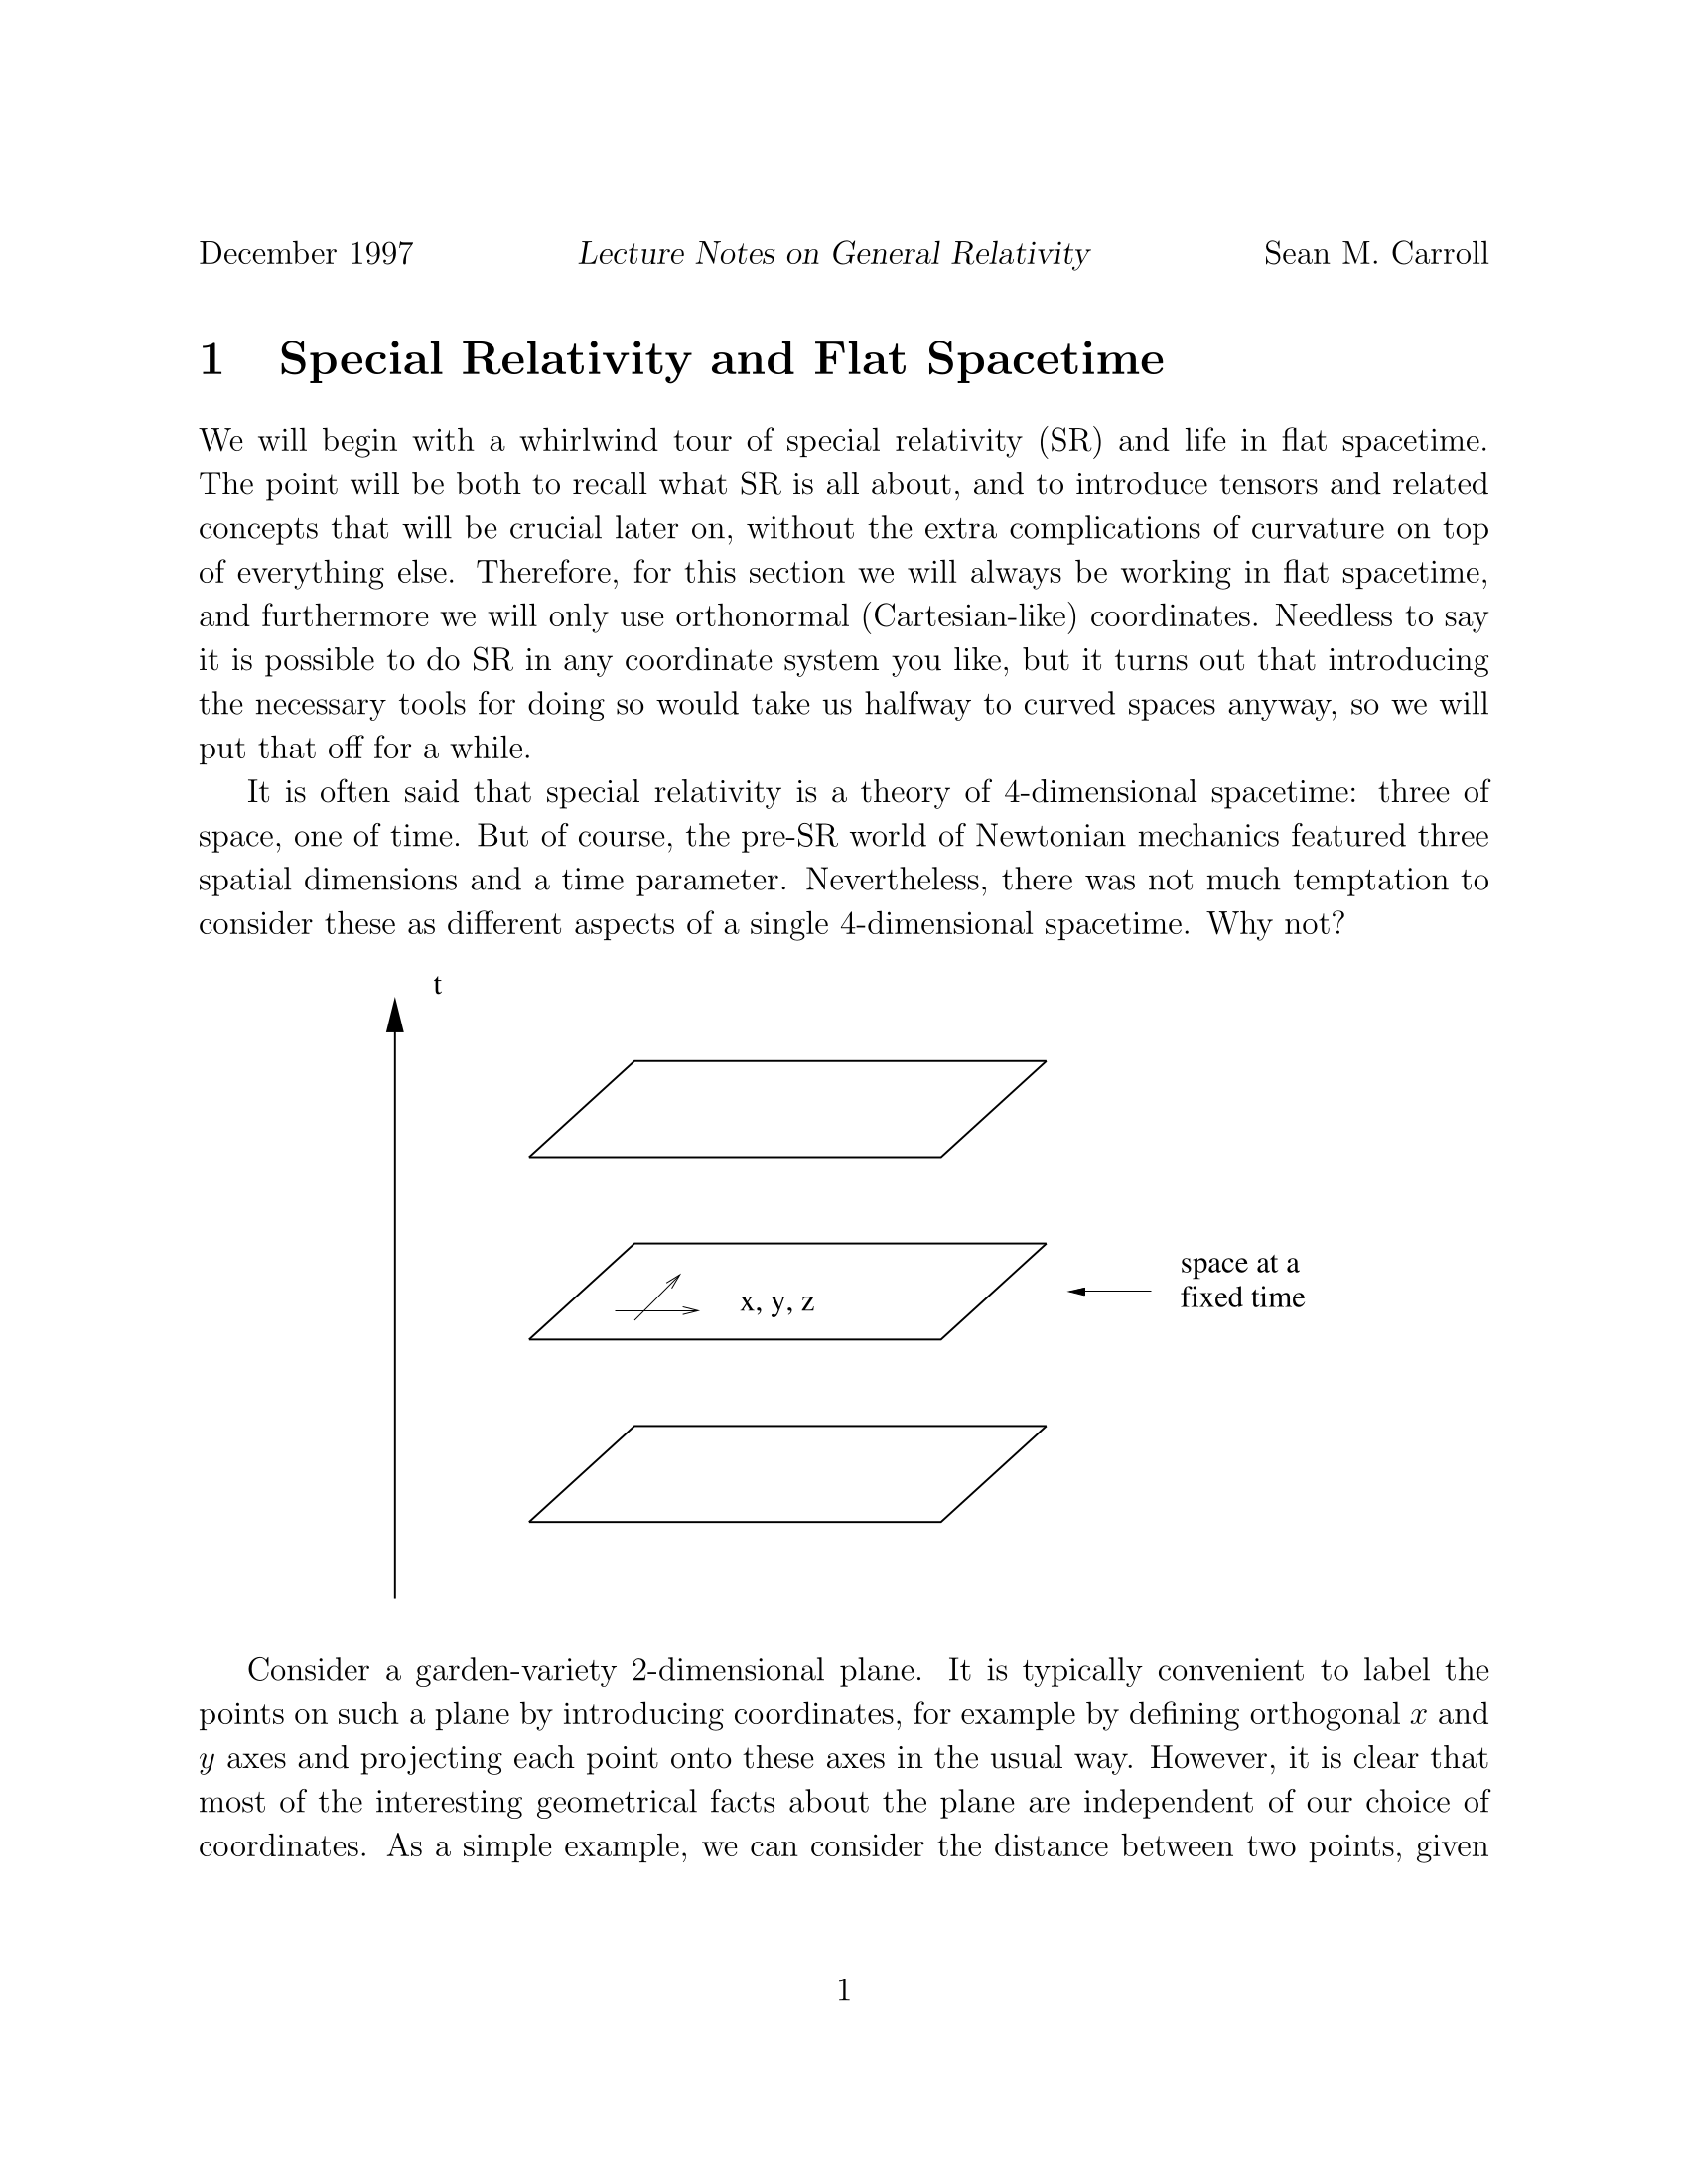 December 1997 Lecture Notes on General Relativity Sean M. Carroll
1 Special Relativity and Flat Spacetime
We will begin with a whirlwind tour of special relativity (SR) and life in flat spacetime.
The point will be both to recall what SR is all about, and to introduce tensors and related
concepts that will be crucial later on, without the extra complications of curvature on top
of everything else. Therefore, for this section we will always be working in flat spacetime,
and furthermore we will only use orthonormal (Cartesian-like) coordinates. Needless to say
it is possible to do SR in any coordinate system you like, but it turns out that introducing
the necessary tools for doing so would take us halfway to curved spaces anyway, so we will
put that off for a while.
It is often said that special relativity is a theory of 4-dimensional spacetime: three of
space, one of time. But of course, the pre-SR world of Newtonian mechanics featured three
spatial dimensions and a time parameter. Nevertheless, there was not much temptation to
consider these as different aspects of a single 4-dimensional spacetime. Why not?
t
space at a
fixed time
x, y, z
Consider a garden-variety 2-dimensional plane. It is typically convenient to label the
points on such a plane by introducing coordinates, for example by defining orthogonal x and
y axes and projecting each point onto these axes in the usual way. However, it is clear that
most of the interesting geometrical facts about the plane are independent of our choice of
coordinates. As a simple example, we can consider the distance between two points, given
1